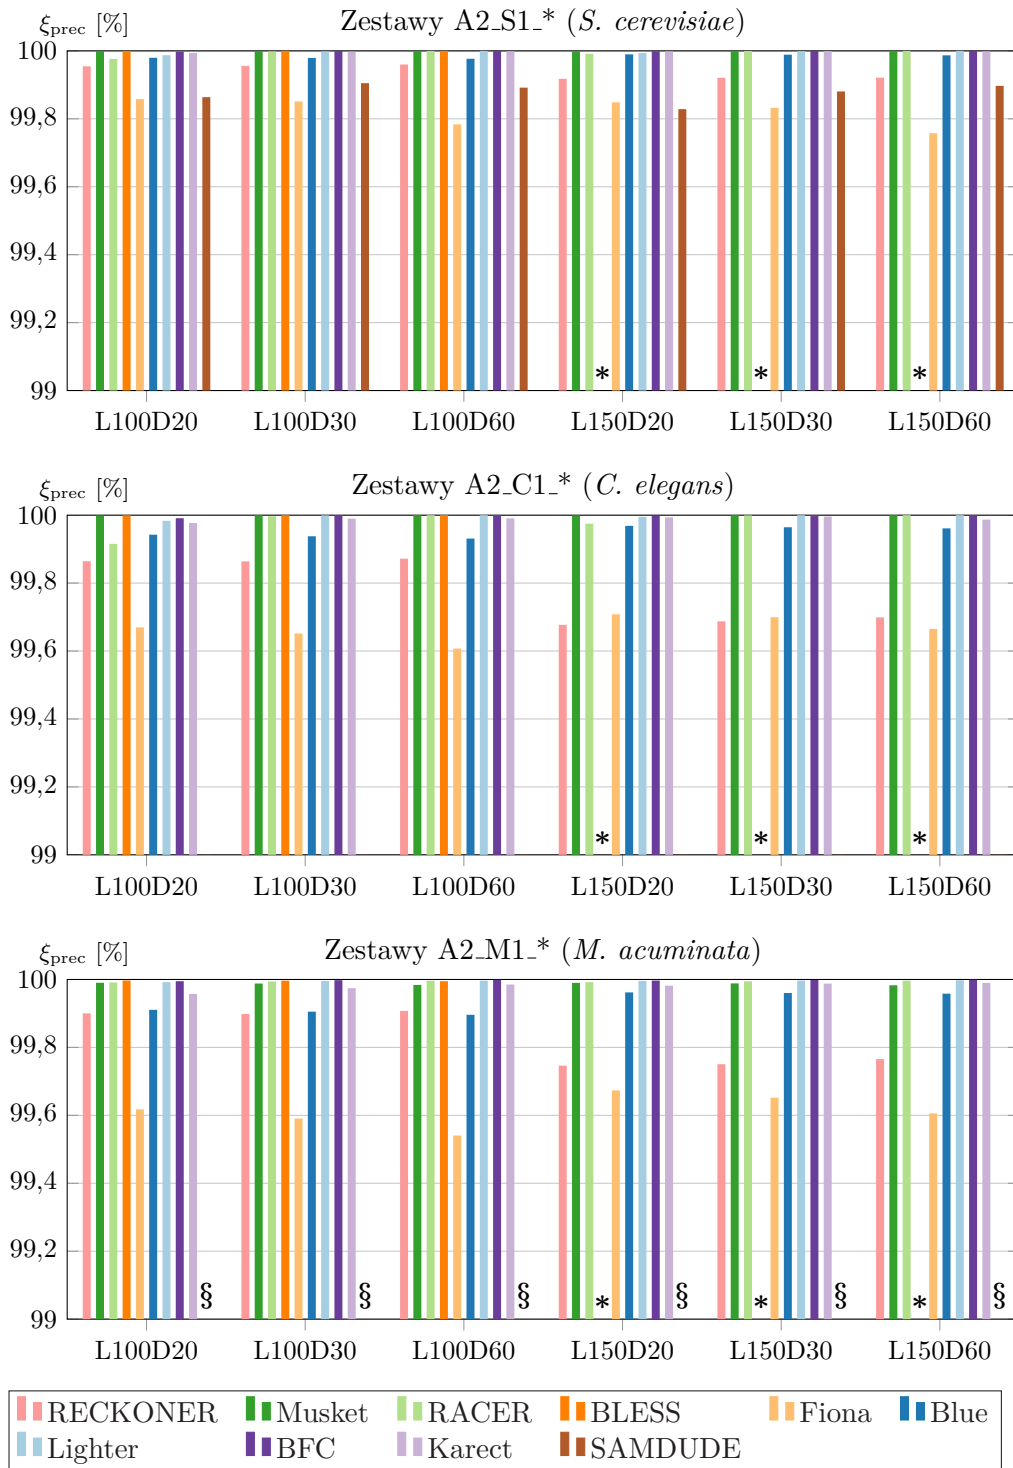 ξprec [%] Zestawy A2_S1_* (S. cerevisiae)
100
99,8
99,6
99,4
99,2
* * *
99
L100D20 L100D30 L100D60 L150D20 L150D30 L150D60
ξprec [%] Zestawy A2_C1_* (C. elegans)
100
99,8
99,6
99,4
99,2
* * *
99
L100D20 L100D30 L100D60 L150D20 L150D30 L150D60
ξprec [%] Zestawy A2_M1_* (M. acuminata)
100
99,8
99,6
99,4
99,2
§ § § * § * § * §
99
L100D20 L100D30 L100D60 L150D20 L150D30 L150D60
RECKONER Musket RACER BLESS Fiona Blue
Lighter BFC Karect SAMDUDE